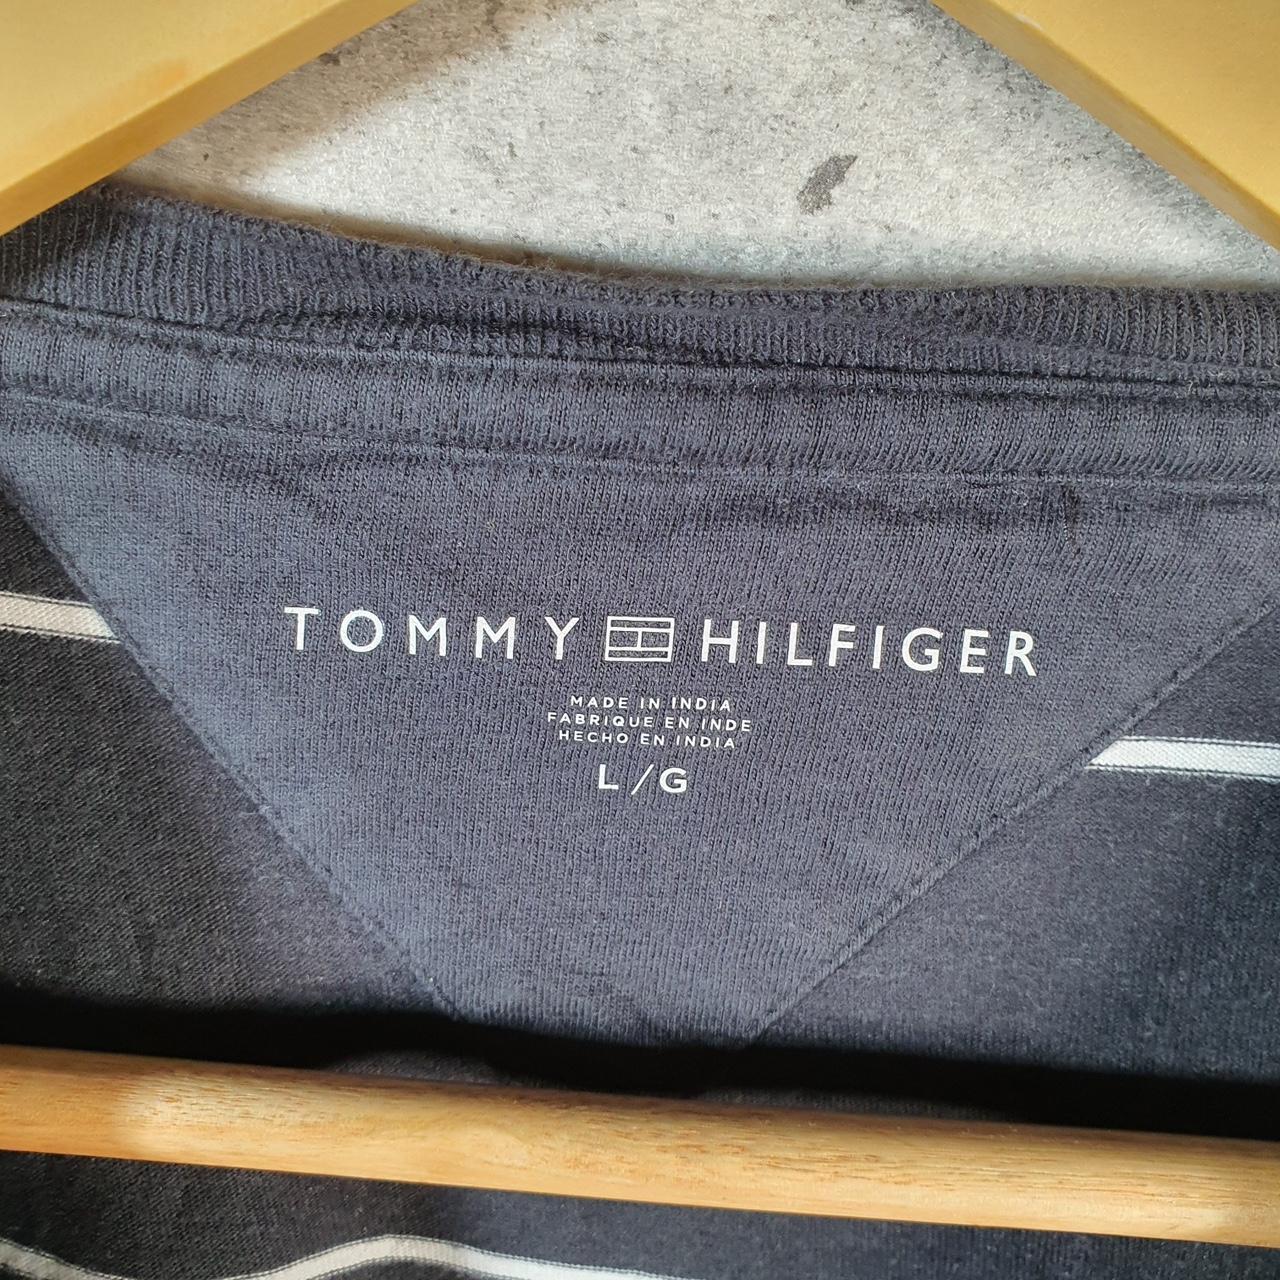 TOMMY HILFIGER
MADE IN INDIA
FABRIQUE EN INDE
HECHO EN INDIA
L/G